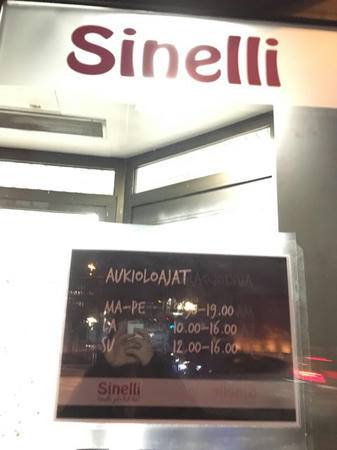 Sinelli
AUKIOLOAJAT
MA-PE -19.00
LA 10.00-16.00
SU 12.00-16.00
Sinelli